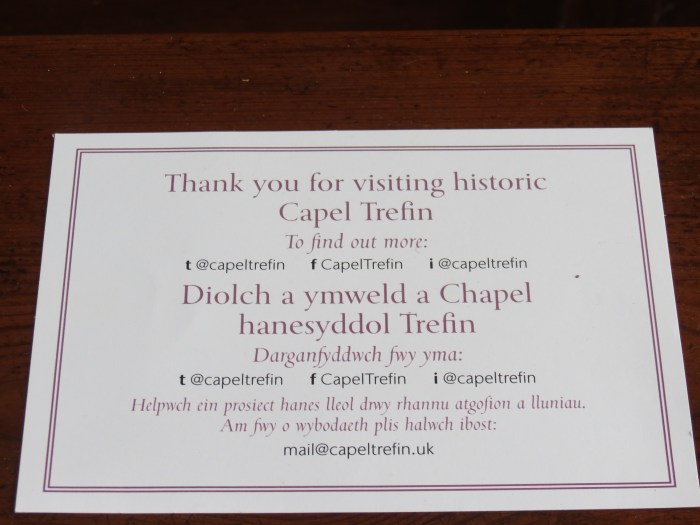 Thank you for visiting historic
Capel Trefin
To find out more:
t @capeltrefin f CapelTrefin i @capeltrefin
Diolch a ymweld a Chapel
hanesyddol Trefin
Darganfyddwch fwy yma:
t @capeltrefin f CapelTrefin i @capeltrefin
Helpwch ein prosiect hanes lleol drwy rhannu atgofion a lluniau.
Am fwy o wybodaeth plis halwch ibost:
mail@capeltrefin.uk